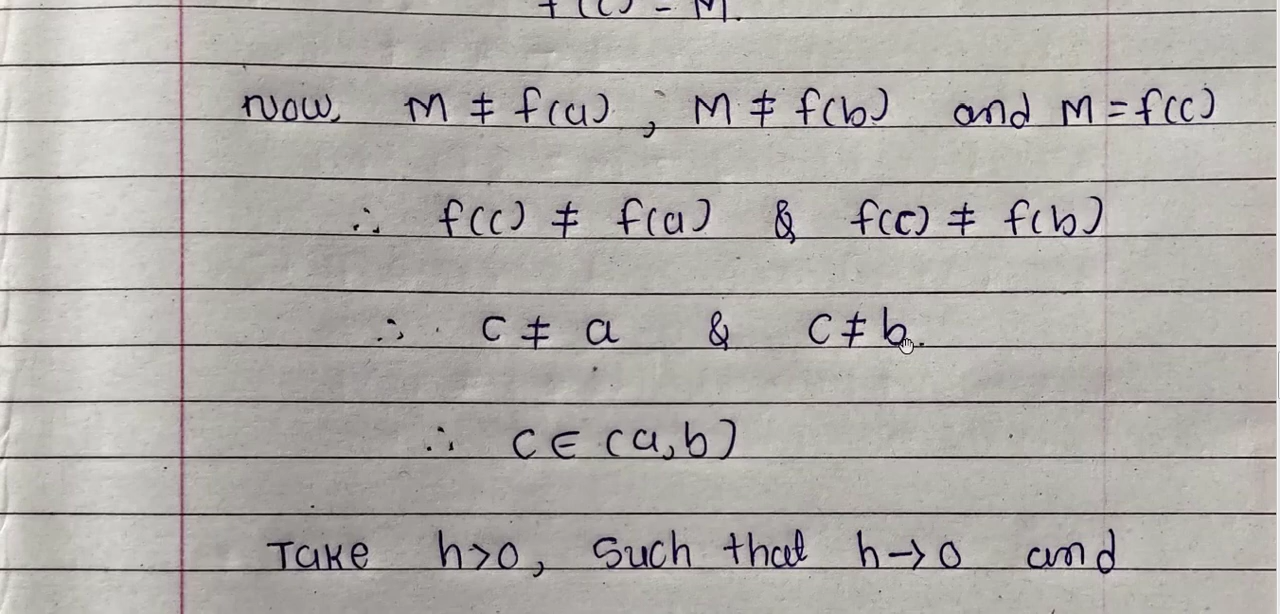 f(c) = M.
Now, M ≠ f(a) , M ≠ f(b) and M = f(c)
∴ f(c) ≠ f(a) & f(c) ≠ f(b)
∴ c ≠ a & c ≠ b.
∴ c ∈ (a,b)
Take h>0, such that h→0 and